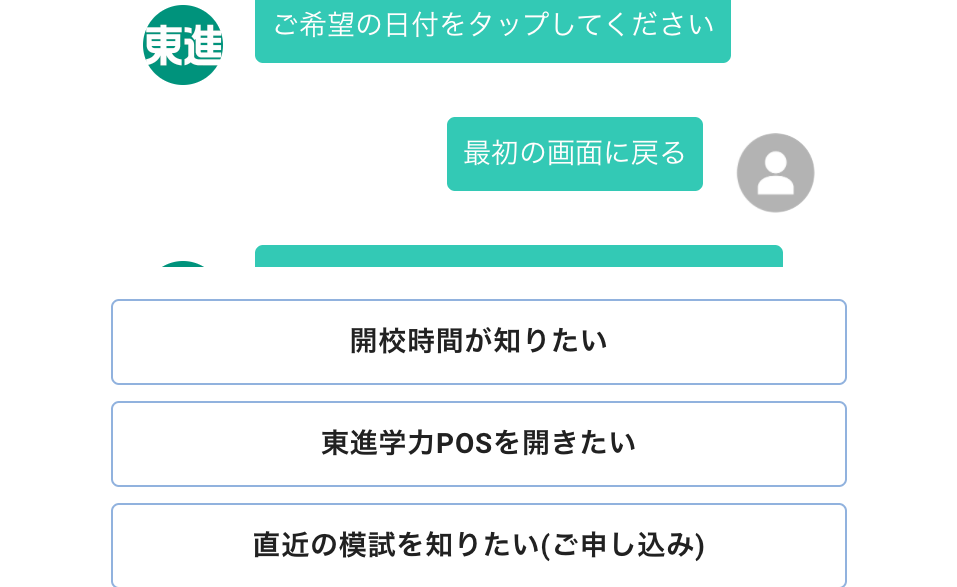 ご希望の日付をタップしてください
東進
最初の画面に戻る
開校時間が知りたい
東進学力POSを開きたい
直近の模試を知りたい(ご申し込み)